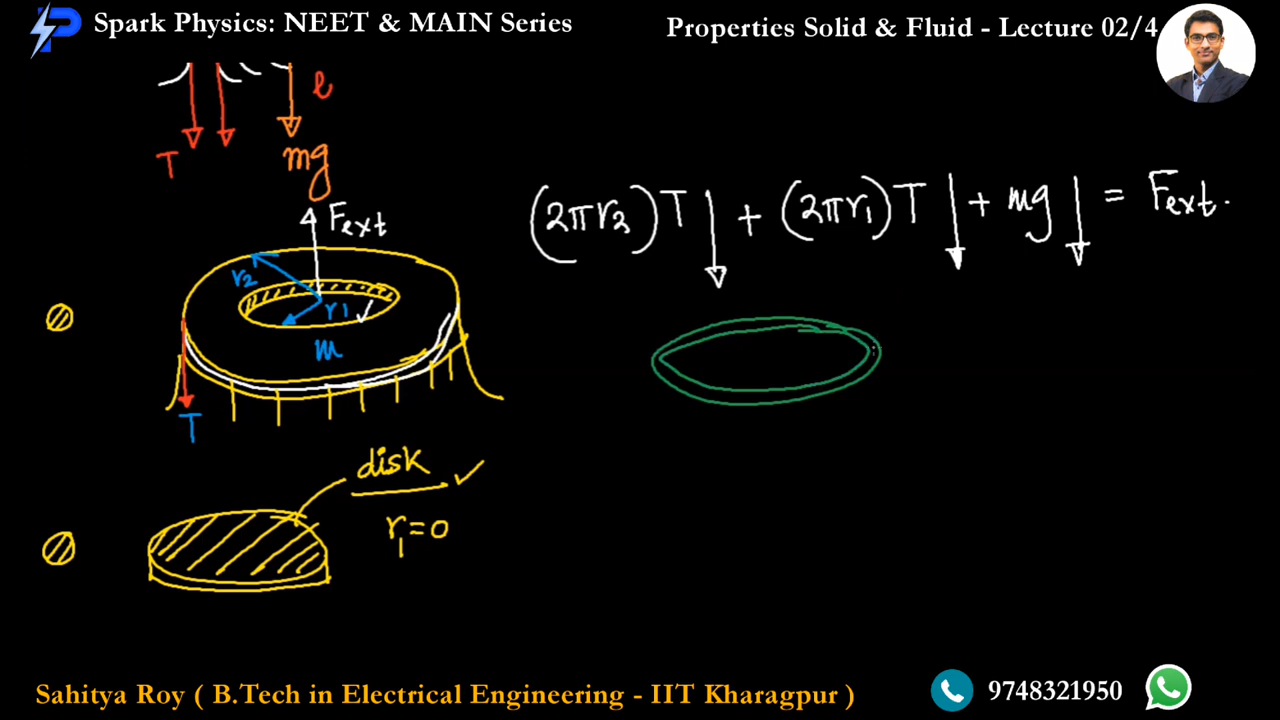 Spark Physics: NEET & MAIN Series
Properties Solid & Fluid - Lecture 02/4
l
T
mg
Fext
(2πr2)T + (2πr1)T + mg = Fext.
r2
r1
m
T
disk
r1=0
Sahitya Roy ( B.Tech in Electrical Engineering - IIT Kharagpur )
9748321950